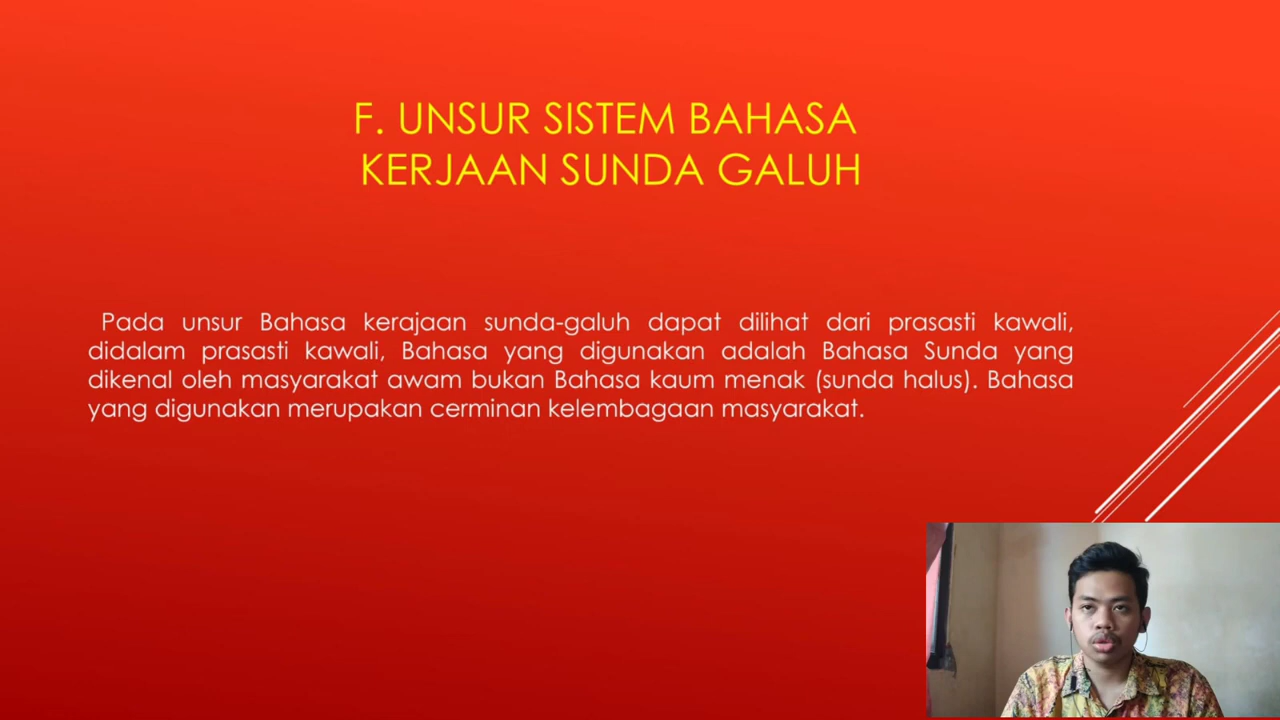 F. UNSUR SISTEM BAHASA
KERJAAN SUNDA GALUH
Pada unsur Bahasa kerajaan sunda-galuh dapat dilihat dari prasasti kawali,
didalam prasasti kawali, Bahasa yang digunakan adalah Bahasa Sunda yang
dikenal oleh masyarakat awam bukan Bahasa kaum menak (sunda halus). Bahasa
yang digunakan merupakan cerminan kelembagaan masyarakat.